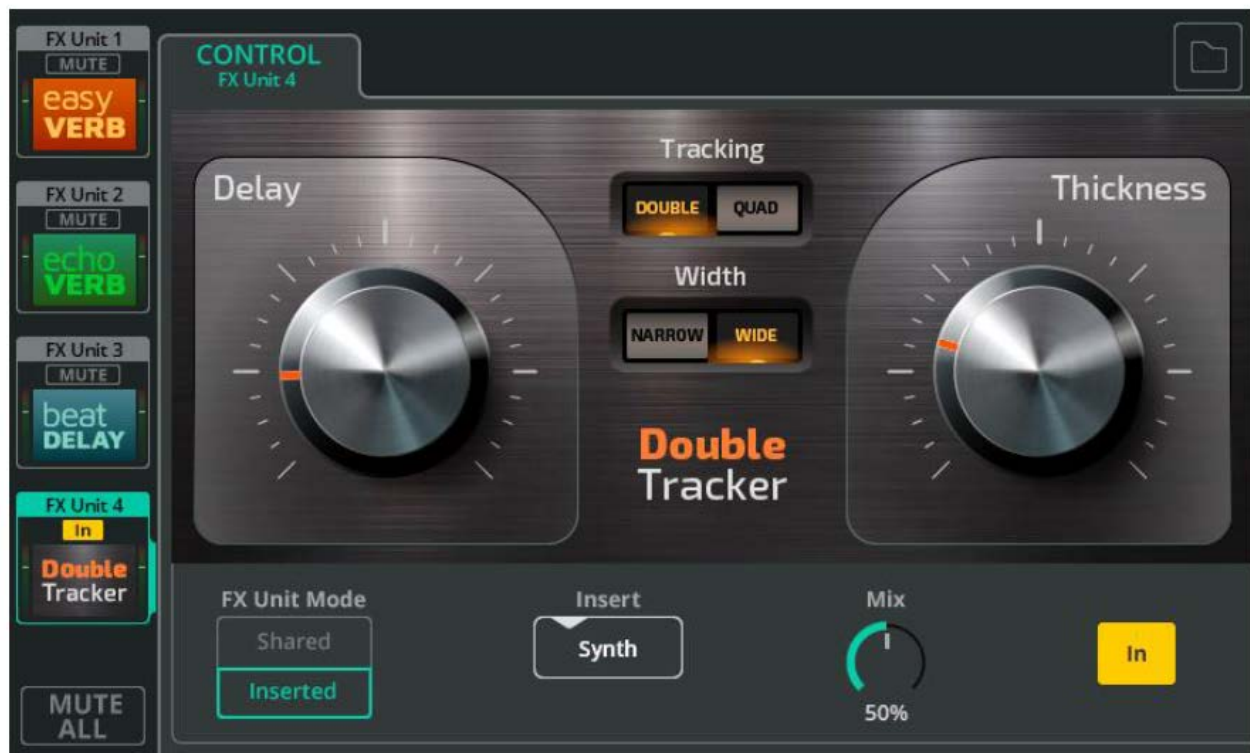 FX Unit 1
MUTE
easy
VERB
FX Unit 2
MUTE
echo
VERB
FX Unit 3
MUTE
beat
DELAY
FX Unit 4
In
Double
Tracker
MUTE
ALL
CONTROL
FX Unit 4
Delay
Tracking
DOUBLE QUAD
Width
NARROW WIDE
Double
Tracker
Thickness
FX Unit Mode
Shared
Inserted
Insert
Synth
Mix
50%
In